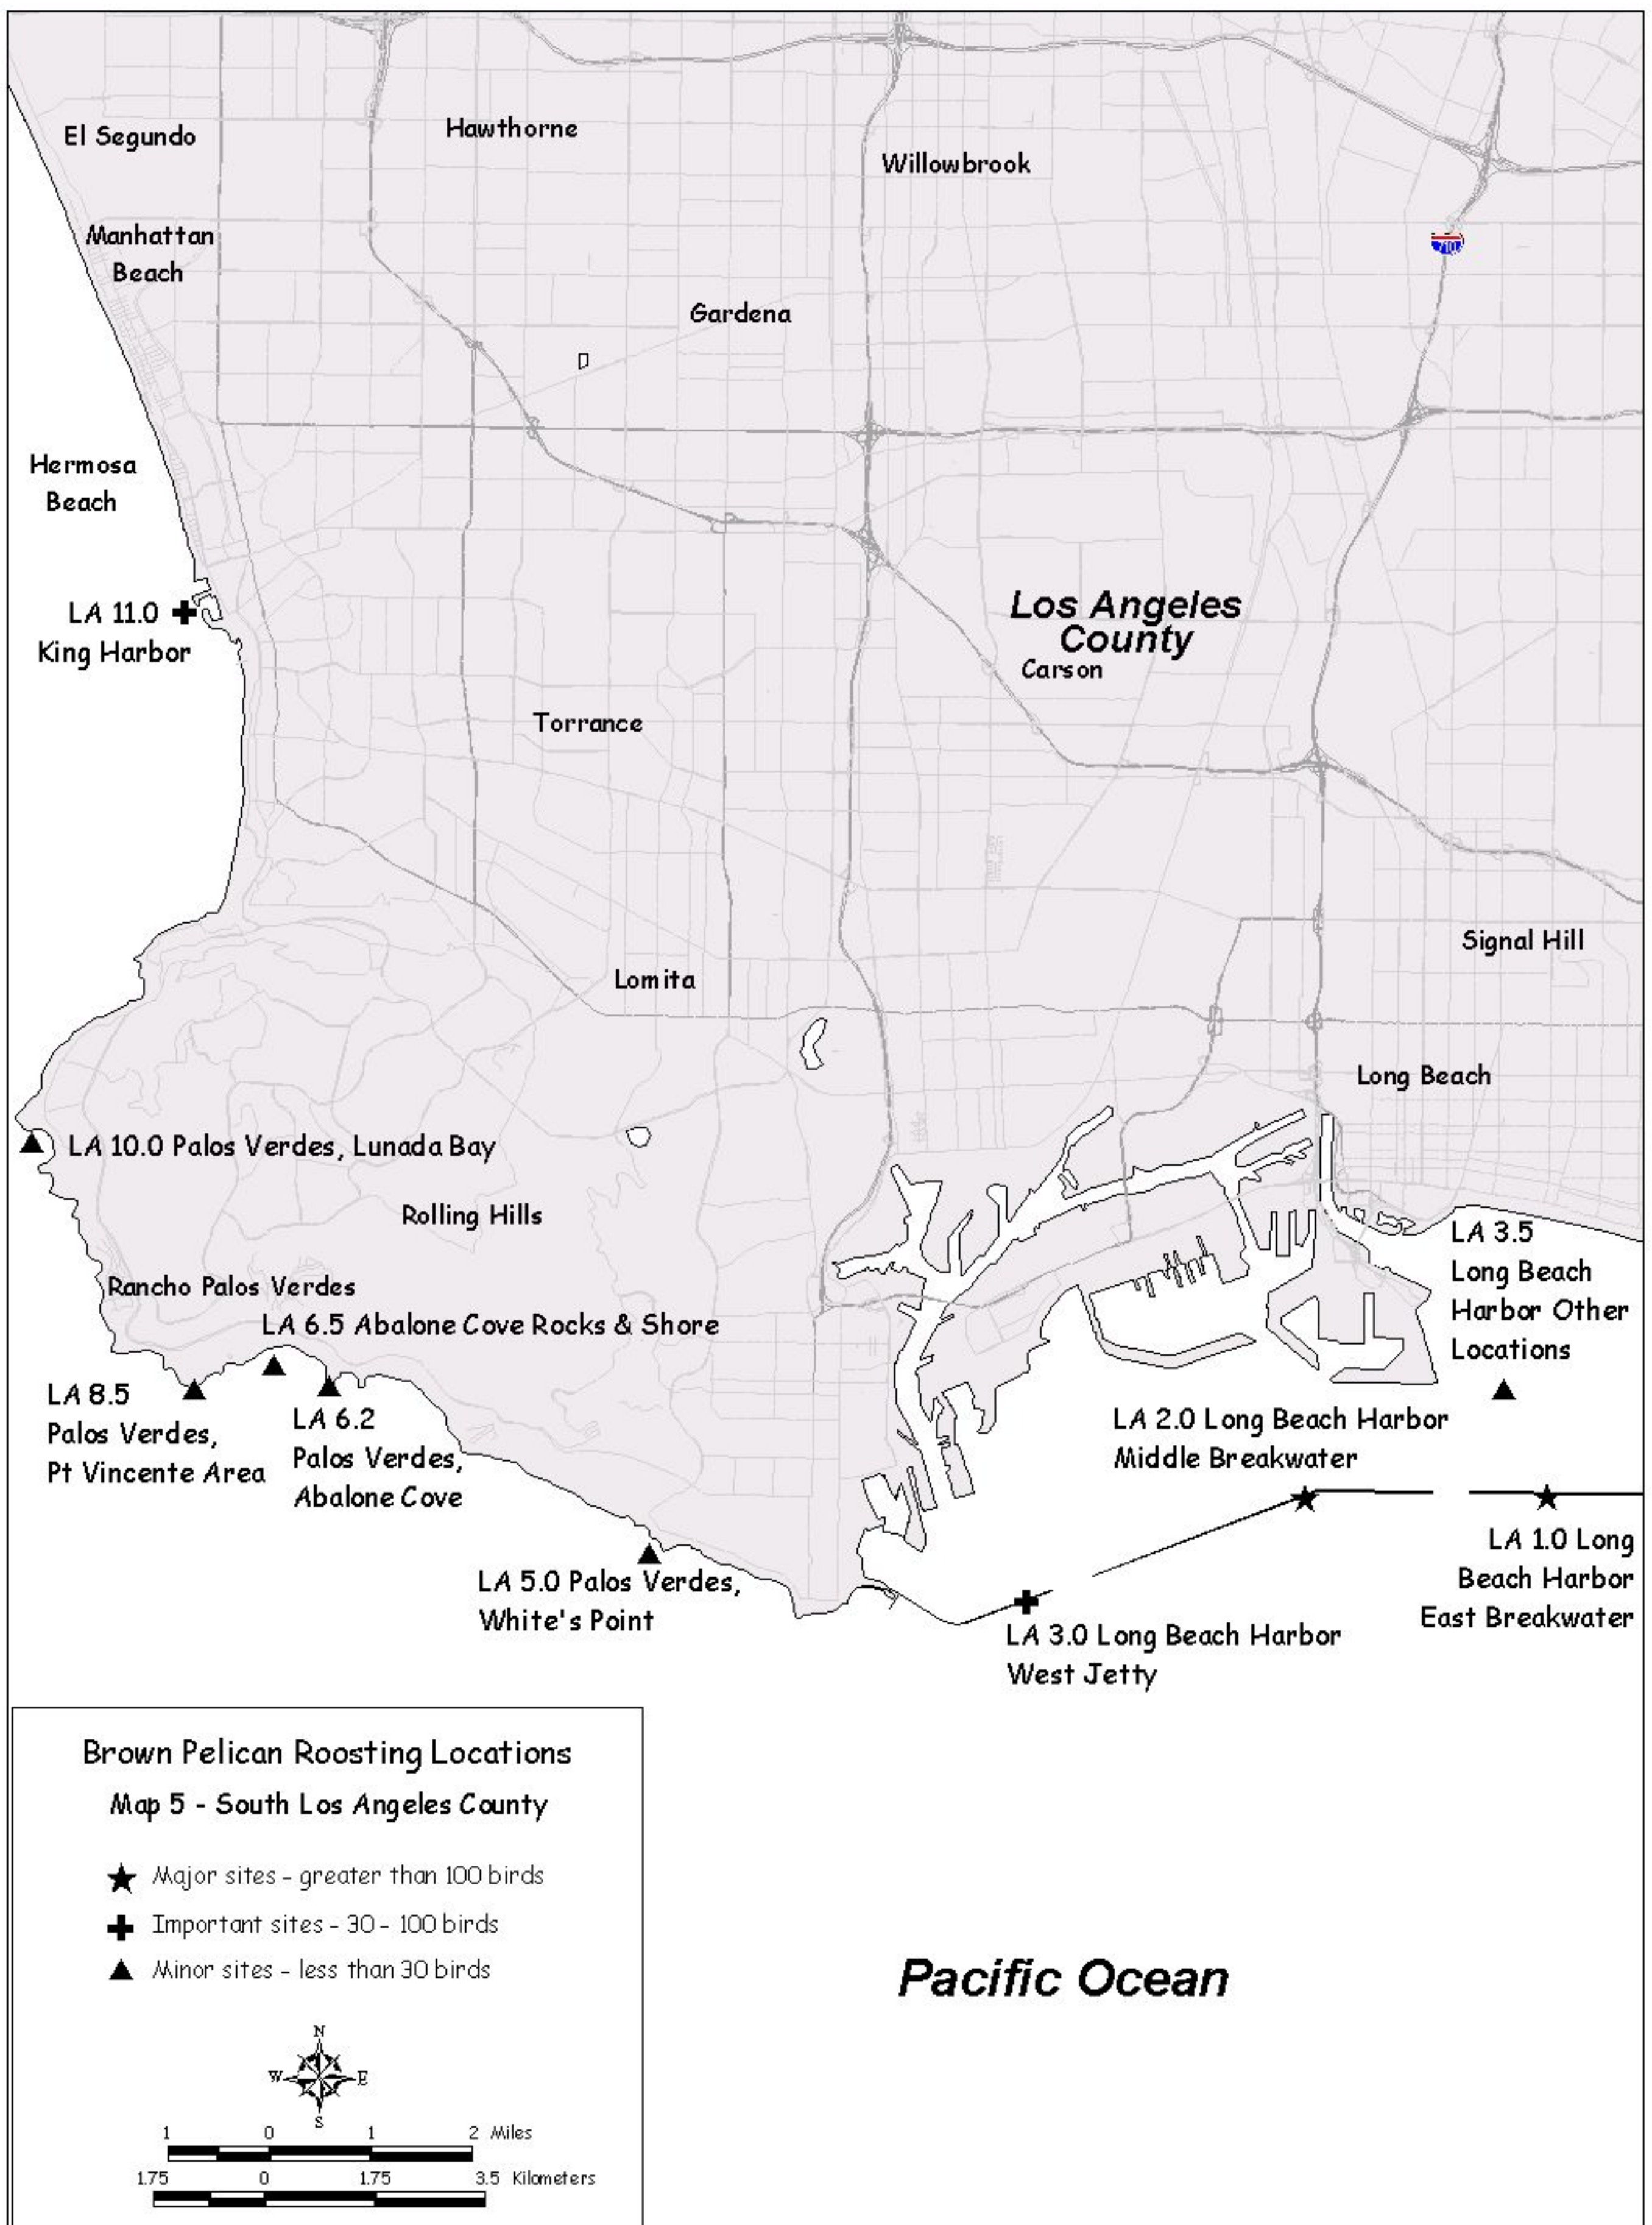 El Segundo
Hawthorne
Willowbrook
Manhattan
Beach
710
Gardena
Hermosa
Beach
LA 11.0
King Harbor
Los Angeles
County
Carson
Torrance
Signal Hill
Lomita
Long Beach
LA 10.0 Palos Verdes, Lunada Bay
Rolling Hills
LA 3.5
Long Beach
Harbor Other
Locations
Rancho Palos Verdes
LA 6.5 Abalone Cove Rocks & Shore
LA 8.5
Palos Verdes,
Pt Vincente Area
LA 6.2
Palos Verdes,
Abalone Cove
LA 2.0 Long Beach Harbor
Middle Breakwater
LA 1.0 Long
Beach Harbor
East Breakwater
LA 5.0 Palos Verdes,
White's Point
LA 3.0 Long Beach Harbor
West Jetty
Brown Pelican Roosting Locations
Map 5 - South Los Angeles County
Major sites - greater than 100 birds
Important sites - 30 - 100 birds
Minor sites - less than 30 birds
Pacific Ocean
N
W E
S
1 0 1 2 Miles
1.75 0 1.75 3.5 Kilometers